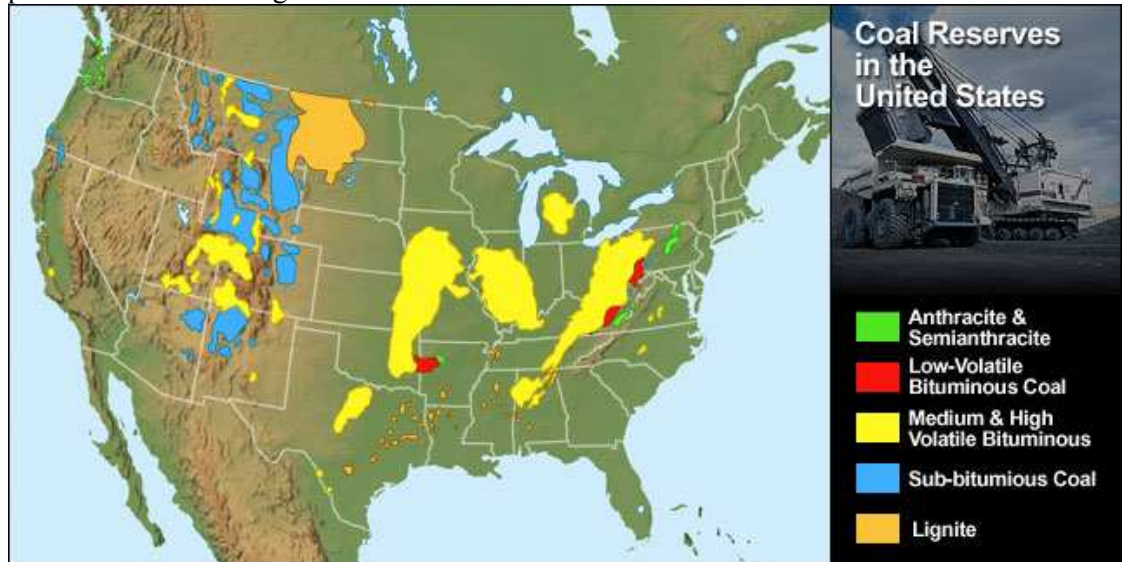 Coal Reserves
in the
United States
Anthracite &
Semianthracite
Low-Volatile
Bituminous Coal
Medium & High
Volatile Bituminous
Sub-bitumious Coal
Lignite